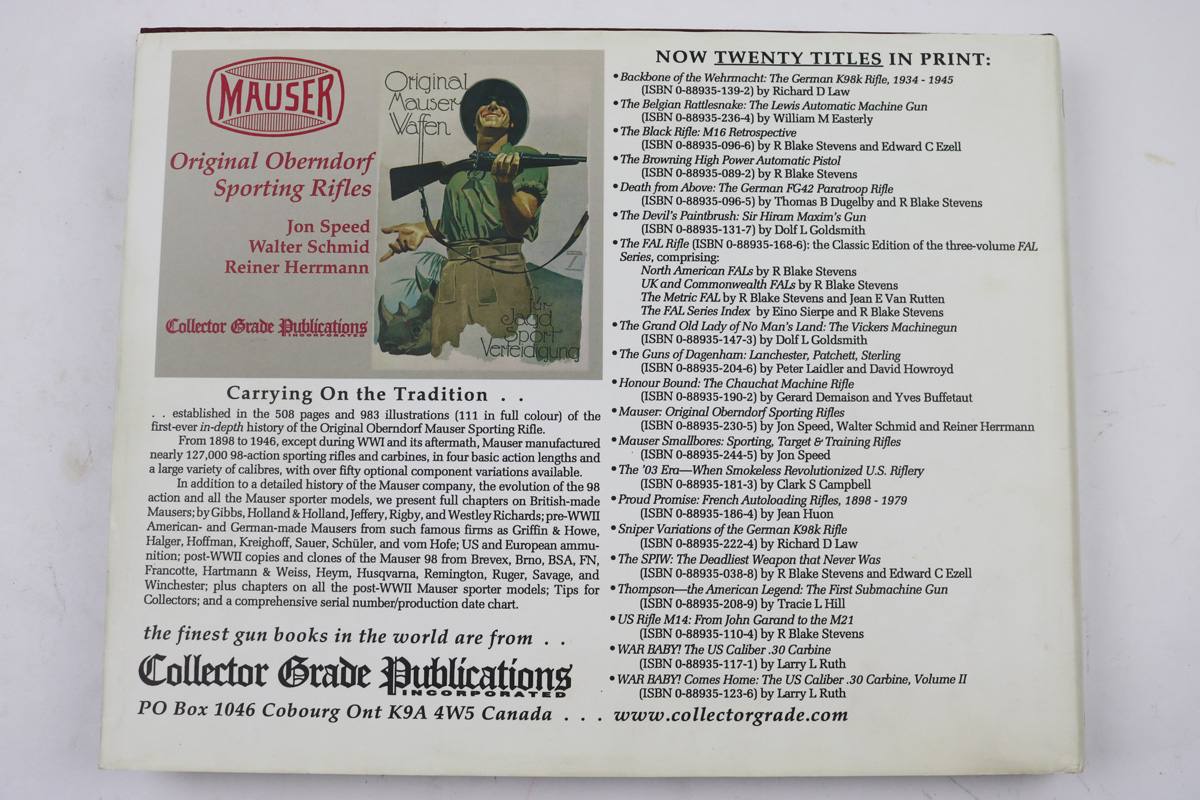 MAUSER
Original Oberndorf
Sporting Rifles
Jon Speed
Walter Schmid
Reiner Herrmann
Collector Grade Publications
INCORPORATED
Original
Mauser-
Waffen
für
Jagd
Sport
Verteidigung
Carrying On the Tradition . .
. . established in the 508 pages and 983 illustrations (111 in full colour) of the
first-ever in-depth history of the Original Oberndorf Mauser Sporting Rifle.
From 1898 to 1946, except during WWI and its aftermath, Mauser manufactured
nearly 127,000 98-action sporting rifles and carbines, in four basic action lengths and
a large variety of calibres, with over fifty optional component variations available.
In addition to a detailed history of the Mauser company, the evolution of the 98
action and all the Mauser sporter models, we present full chapters on British-made
Mausers; by Gibbs, Holland & Holland, Jeffery, Rigby, and Westley Richards; pre-WWII
American- and German-made Mausers from such famous firms as Griffin & Howe,
Halger, Hoffman, Kreighoff, Sauer, Schüler, and vom Hofe; US and European ammu-
nition; post-WWII copies and clones of the Mauser 98 from Brevex, Brno, BSA, FN,
Francotte, Hartmann & Weiss, Heym, Husqvarna, Remington, Ruger, Savage, and
Winchester; plus chapters on all the post-WWII Mauser sporter models; Tips for
Collectors; and a comprehensive serial number/production date chart.
the finest gun books in the world are from . .
Collector Grade Publications
INCORPORATED
PO Box 1046 Cobourg Ont K9A 4W5 Canada . . . www.collectorgrade.com
NOW TWENTY TITLES IN PRINT:
• Backbone of the Wehrmacht: The German K98k Rifle, 1934 - 1945
(ISBN 0-88935-139-2) by Richard D Law
• The Belgian Rattlesnake: The Lewis Automatic Machine Gun
(ISBN 0-88935-236-4) by William M Easterly
• The Black Rifle: M16 Retrospective
(ISBN 0-88935-096-6) by R Blake Stevens and Edward C Ezell
• The Browning High Power Automatic Pistol
(ISBN 0-88935-089-2) by R Blake Stevens
• Death from Above: The German FG42 Paratroop Rifle
(ISBN 0-88935-096-5) by Thomas B Dugelby and R Blake Stevens
• The Devil's Paintbrush: Sir Hiram Maxim's Gun
(ISBN 0-88935-131-7) by Dolf L Goldsmith
• The FAL Rifle (ISBN 0-88935-168-6): the Classic Edition of the three-volume FAL
Series, comprising:
North American FALs by R Blake Stevens
UK and Commonwealth FALs by R Blake Stevens
The Metric FAL by R Blake Stevens and Jean E Van Rutten
The FAL Series Index by Eino Sierpe and R Blake Stevens
• The Grand Old Lady of No Man's Land: The Vickers Machinegun
(ISBN 0-88935-147-3) by Dolf L Goldsmith
• The Guns of Dagenham: Lanchester, Patchett, Sterling
(ISBN 0-88935-204-6) by Peter Laidler and David Howroyd
• Honour Bound: The Chauchat Machine Rifle
(ISBN 0-88935-190-2) by Gerard Demaison and Yves Buffetaut
• Mauser: Original Oberndorf Sporting Rifles
(ISBN 0-88935-230-5) by Jon Speed, Walter Schmid and Reiner Herrmann
• Mauser Smallbores: Sporting, Target & Training Rifles
(ISBN 0-88935-244-5) by Jon Speed
• The '03 Era—When Smokeless Revolutionized U.S. Riflery
(ISBN 0-88935-181-3) by Clark S Campbell
• Proud Promise: French Autoloading Rifles, 1898 - 1979
(ISBN 0-88935-186-4) by Jean Huon
• Sniper Variations of the German K98k Rifle
(ISBN 0-88935-222-4) by Richard D Law
• The SPIW: The Deadliest Weapon that Never Was
(ISBN 0-88935-038-8) by R Blake Stevens and Edward C Ezell
• Thompson—the American Legend: The First Submachine Gun
(ISBN 0-88935-208-9) by Tracie L Hill
• US Rifle M14: From John Garand to the M21
(ISBN 0-88935-110-4) by R Blake Stevens
• WAR BABY! The US Caliber .30 Carbine
(ISBN 0-88935-117-1) by Larry L Ruth
• WAR BABY! Comes Home: The US Caliber .30 Carbine, Volume II
(ISBN 0-88935-123-6) by Larry L Ruth